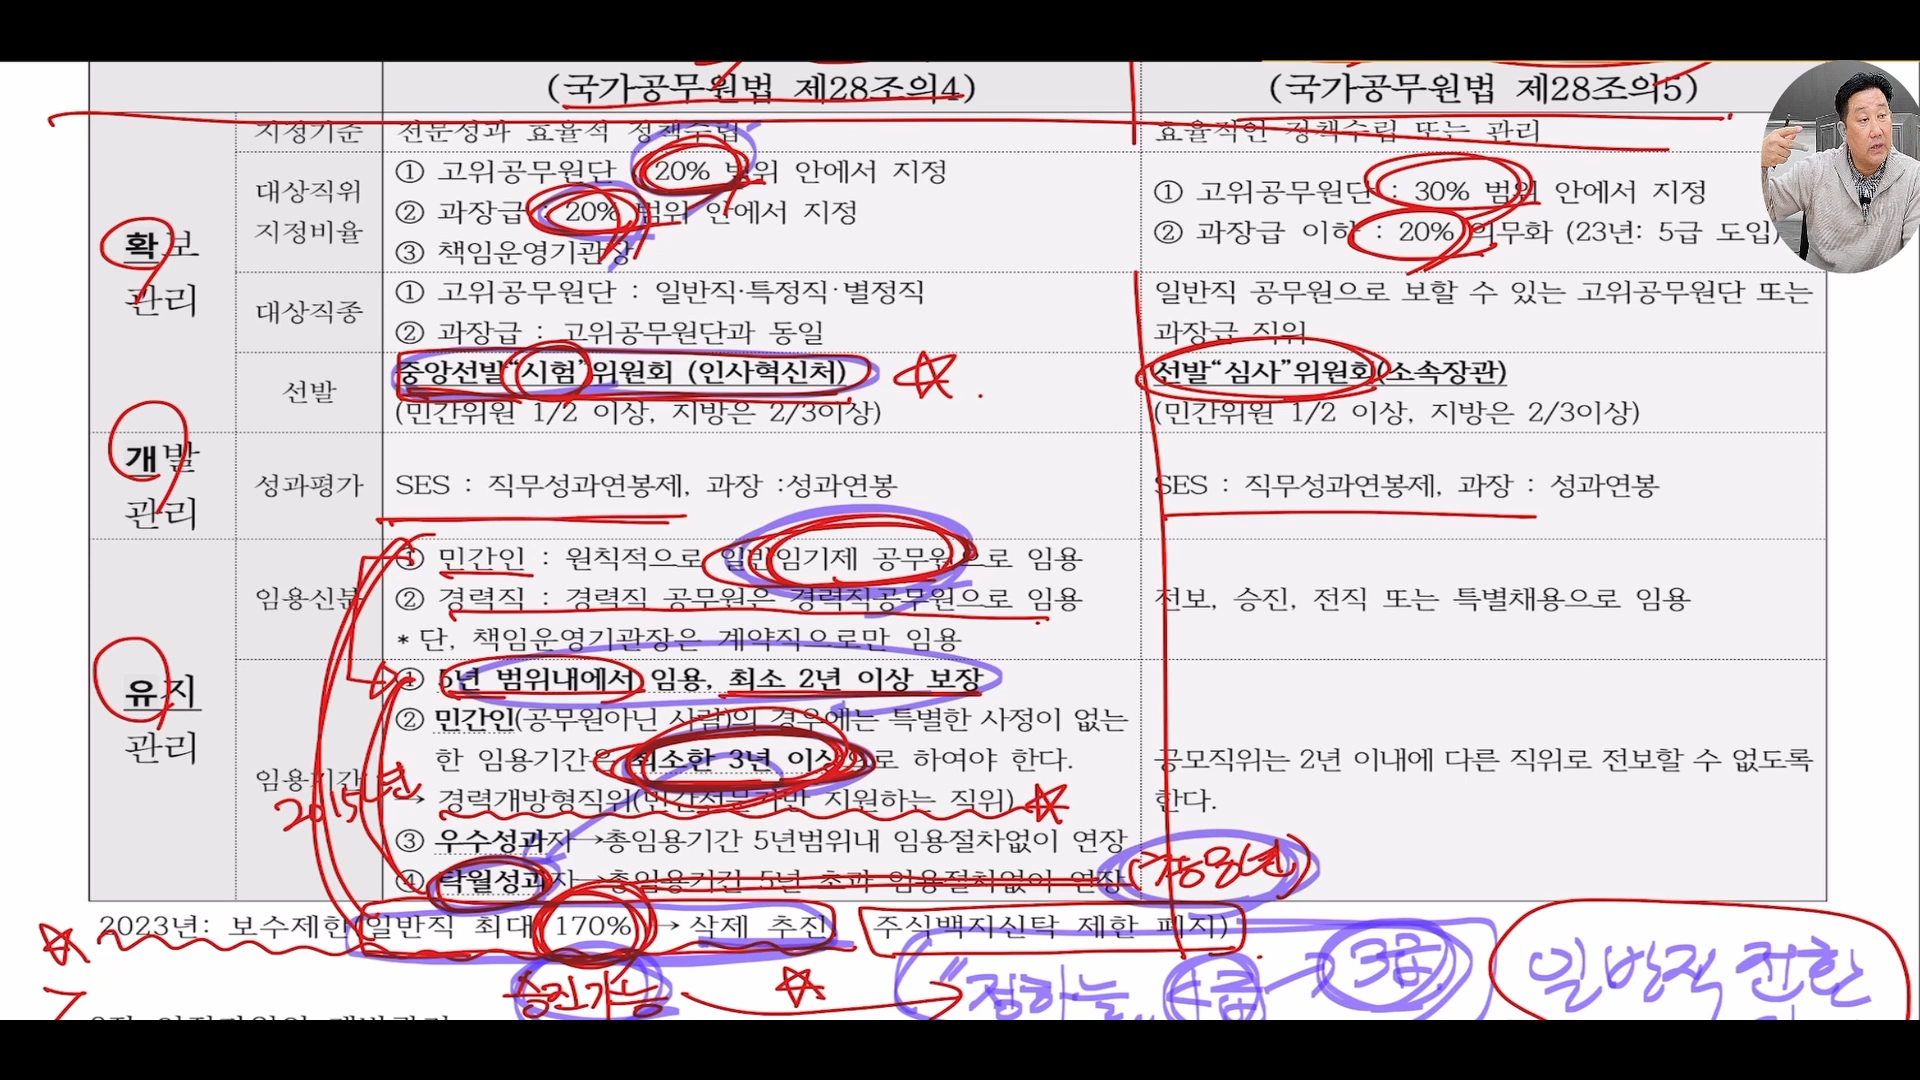 (국가공무원법 제28조의4)
(국가공무원법 제28조의5)
지정기준
전문성과 효율적 정책수립
효율적인 정책수립 또는 관리
확보
관리
대상직위
지정비율
① 고위공무원단 : 20% 범위 안에서 지정
② 과장급 : 20% 범위 안에서 지정
③ 책임운영기관장
① 고위공무원단 : 30% 범위 안에서 지정
② 과장급 이하 : 20% 의무화 (23년: 5급 도입)
대상직종
① 고위공무원단 : 일반직·특정직·별정직
② 과장급 : 고위공무원단과 동일
일반직 공무원으로 보할 수 있는 고위공무원단 또는
과장급 직위
선발
중앙선발“시험”위원회 (인사혁신처)
(민간위원 1/2 이상, 지방은 2/3이상)
선발“심사”위원회(소속장관)
(민간위원 1/2 이상, 지방은 2/3이상)
개발
관리
성과평가
SES : 직무성과연봉제, 과장 :성과연봉
SES : 직무성과연봉제, 과장 : 성과연봉
유지
관리
임용신분
① 민간인 : 원칙적으로 일반임기제 공무원으로 임용
② 경력직 : 경력직 공무원은 경력직공무원으로 임용
* 단, 책임운영기관장은 계약직으로만 임용
전보, 승진, 전직 또는 특별채용으로 임용
임용기간
2015년
① 5년 범위내에서 임용, 최소 2년 이상 보장
② 민간인(공무원아닌 사람)의 경우에는 특별한 사정이 없는
한 임용기간은 최소한 3년 이상으로 하여야 한다.
→ 경력개방형직위(민간전문가만 지원하는 직위)
③ 우수성과자→총임용기간 5년범위내 임용절차없이 연장
④ 탁월성과자→총임용기간 5년 초과 임용절차없이 연장
공모직위는 2년 이내에 다른 직위로 전보할 수 없도록
한다.
2023년: 보수제한(일반직 최대 170% → 삭제 추진, 주식백지신탁 제한 폐지)
승진가능
"정하는" 4급 → 3급
일반직 전환